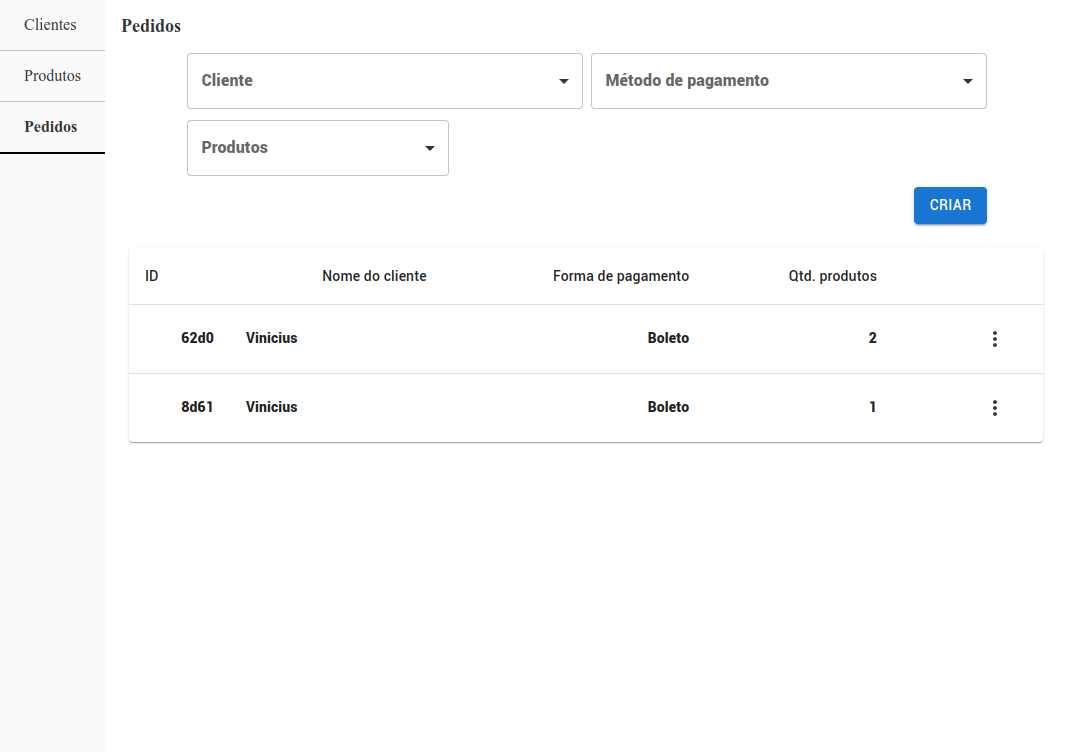 Clientes
Produtos
Pedidos
Pedidos
Cliente
Método de pagamento
Produtos
CRIAR
ID Nome do cliente Forma de pagamento Qtd. produtos
62d0 Vinicius Boleto 2
8d61 Vinicius Boleto 1